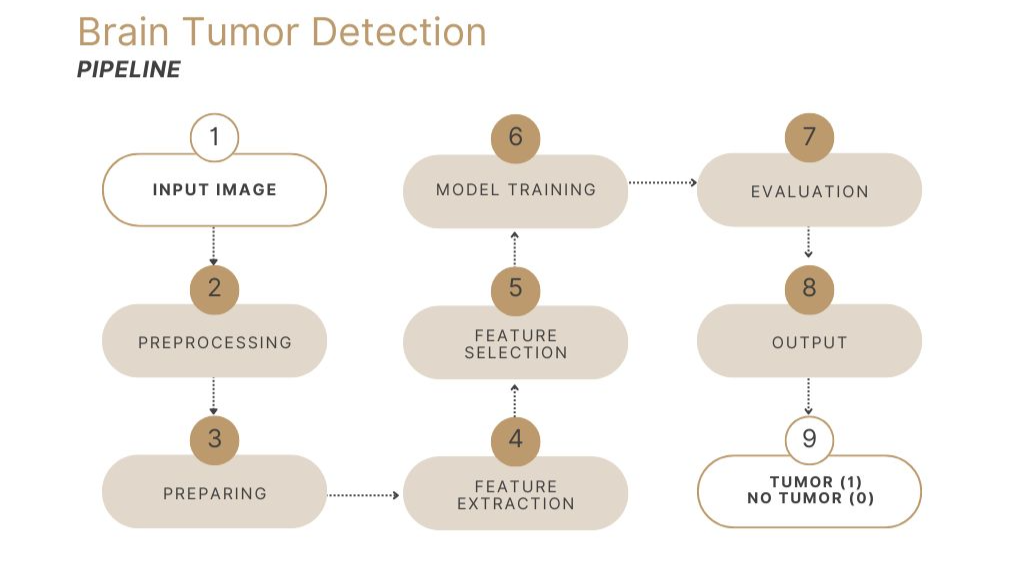 Brain Tumor Detection
PIPELINE
1
INPUT IMAGE
2
PREPROCESSING
3
PREPARING
4
FEATURE
EXTRACTION
5
FEATURE
SELECTION
6
MODEL TRAINING
7
EVALUATION
8
OUTPUT
9
TUMOR (1)
NO TUMOR (0)